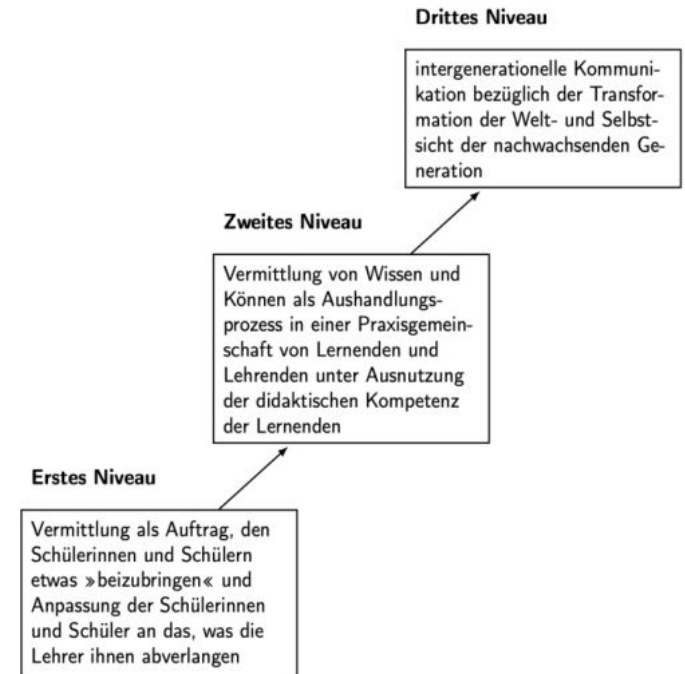 Drittes Niveau
intergenerationelle Kommuni-
kation bezüglich der Transfor-
mation der Welt- und Selbst-
sicht der nachwachsenden Ge-
neration
Zweites Niveau
Vermittlung von Wissen und
Können als Aushandlungs-
prozess in einer Praxisgemein-
schaft von Lernenden und
Lehrenden unter Ausnutzung
der didaktischen Kompetenz
der Lernenden
Erstes Niveau
Vermittlung als Auftrag, den
Schülerinnen und Schülern
etwas »beizubringen« und
Anpassung der Schülerinnen
und Schüler an das, was die
Lehrer ihnen abverlangen